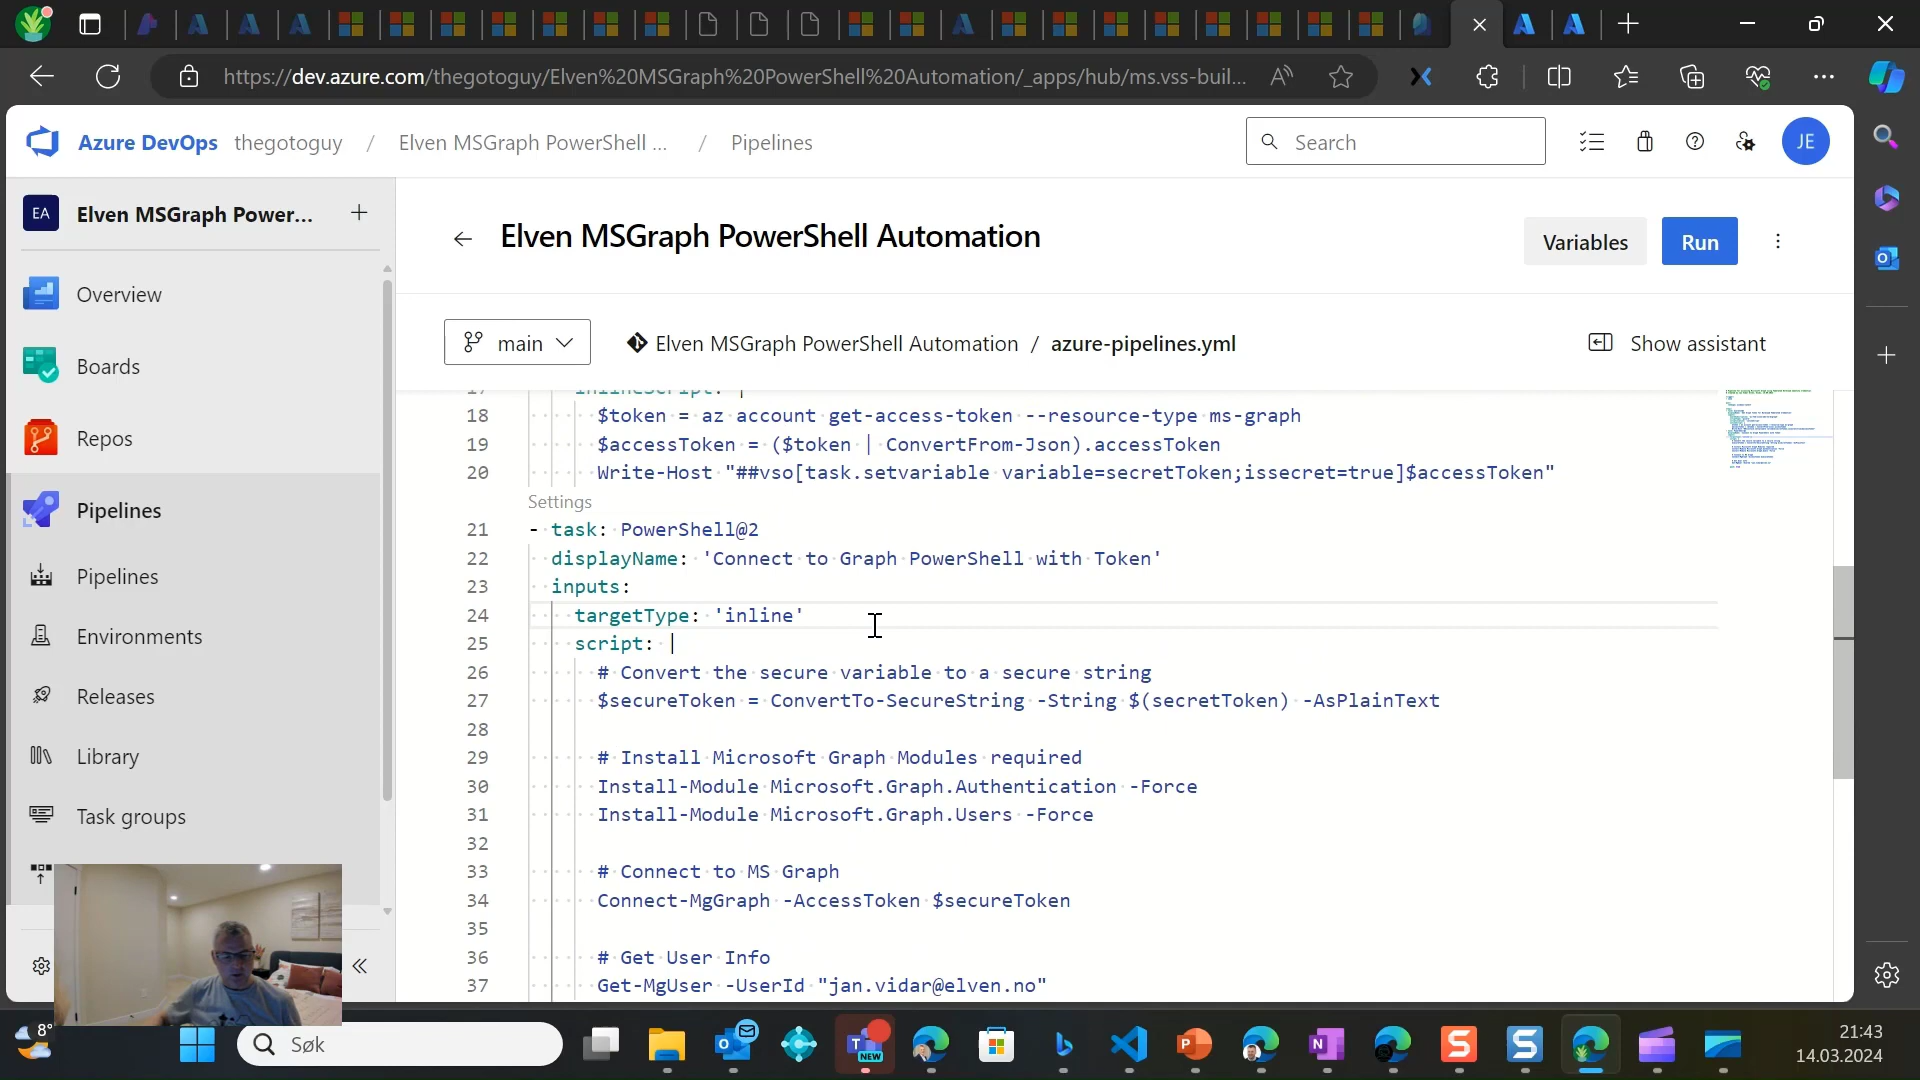 https://dev.azure.com/thegotoguy/Elven%20MSGraph%20PowerShell%20Automation/_apps/hub/ms.vss-buil...
Azure DevOps thegotoguy / Elven MSGraph PowerShell ... / Pipelines
Search
JE
EA Elven MSGraph Power... +
Overview
Boards
Repos
Pipelines
Pipelines
Environments
Releases
Library
Task groups
Elven MSGraph PowerShell Automation
Variables
Run
main
Elven MSGraph PowerShell Automation / azure-pipelines.yml
Show assistant
17 inlineScript: |
18 $token = az account get-access-token --resource-type ms-graph
19 $accessToken = ($token | ConvertFrom-Json).accessToken
20 Write-Host "##vso[task.setvariable variable=secretToken;issecret=true]$accessToken"
Settings
21 - task: PowerShell@2
22 displayName: 'Connect to Graph PowerShell with Token'
23 inputs:
24 targetType: 'inline'
25 script: |
26 # Convert the secure variable to a secure string
27 $secureToken = ConvertTo-SecureString -String $(secretToken) -AsPlainText
28
29 # Install Microsoft Graph Modules required
30 Install-Module Microsoft.Graph.Authentication -Force
31 Install-Module Microsoft.Graph.Users -Force
32
33 # Connect to MS Graph
34 Connect-MgGraph -AccessToken $secureToken
35
36 # Get User Info
37 Get-MgUser -UserId "jan.vidar@elven.no"
8°
Søk
NEW
21:43
14.03.2024